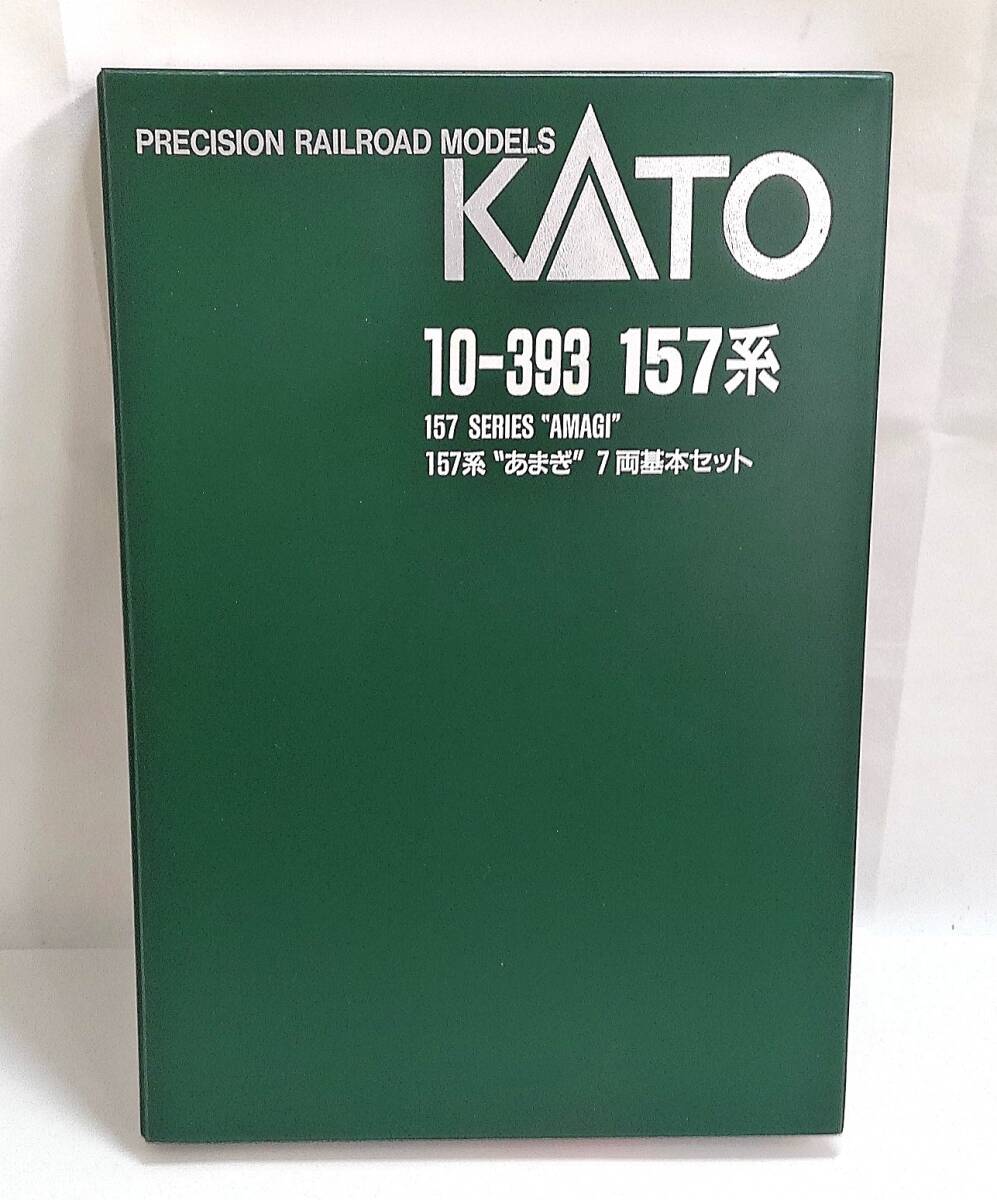 PRECISION RAILROAD MODELS
KATO
10-393 157系
157 SERIES "AMAGI"
157系 "あまぎ" 7両基本セット